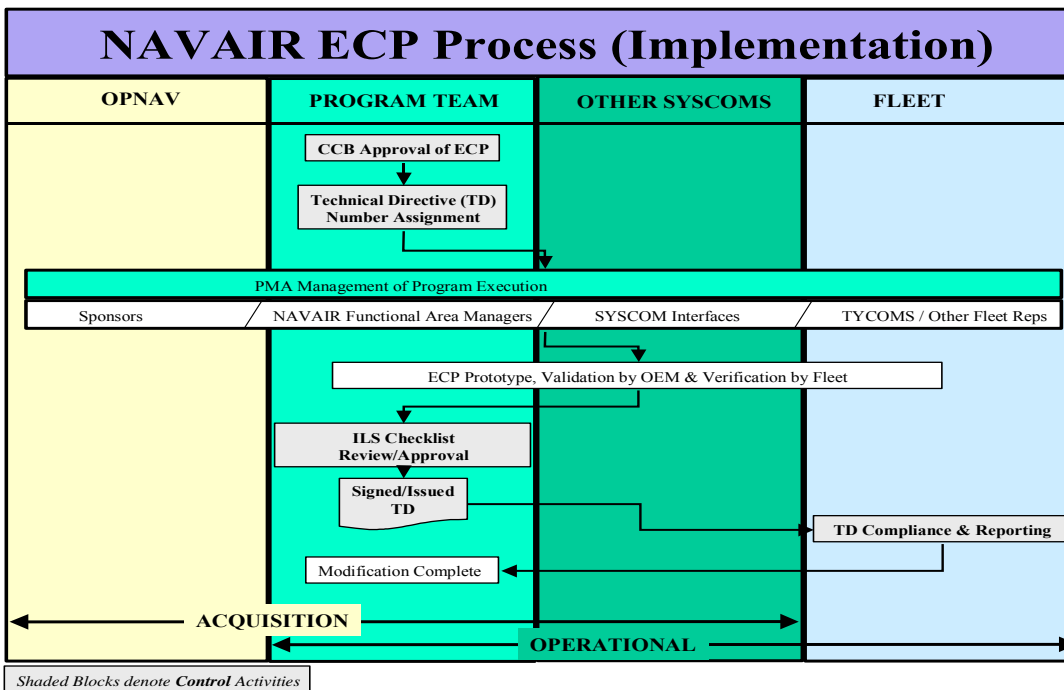 NAVAIR ECP Process (Implementation)
OPNAV
PROGRAM TEAM
OTHER SYSCOMS
FLEET
CCB Approval of ECP
Technical Directive (TD)
Number Assignment
PMA Management of Program Execution
Sponsors
NAVAIR Functional Area Managers
SYSCOM Interfaces
TYCOMS / Other Fleet Reps
ECP Prototype, Validation by OEM & Verification by Fleet
ILS Checklist
Review/Approval
Signed/Issued
TD
TD Compliance & Reporting
Modification Complete
ACQUISITION
OPERATIONAL
Shaded Blocks denote Control Activities